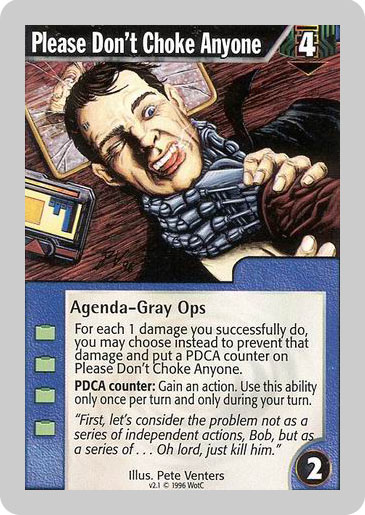 Please Don't Choke Anyone
4
Agenda-Gray Ops
For each 1 damage you successfully do,
you may choose instead to prevent that
damage and put a PDCA counter on
Please Don't Choke Anyone.
PDCA counter: Gain an action. Use this ability
only once per turn and only during your turn.
"First, let's consider the problem not as a
series of independent actions, Bob, but as
a series of . . . Oh lord, just kill him."
2
Illus. Pete Venters
v2.1 © 1996 WotC